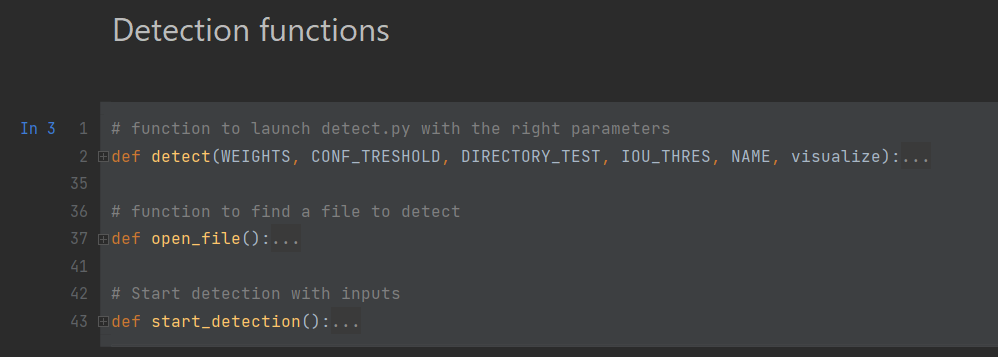 Detection functions
In 3 1 # function to launch detect.py with the right parameters
2 def detect(WEIGHTS, CONF_TRESHOLD, DIRECTORY_TEST, IOU_THRES, NAME, visualize):...
35
36 # function to find a file to detect
37 def open_file():...
41
42 # Start detection with inputs
43 def start_detection():...